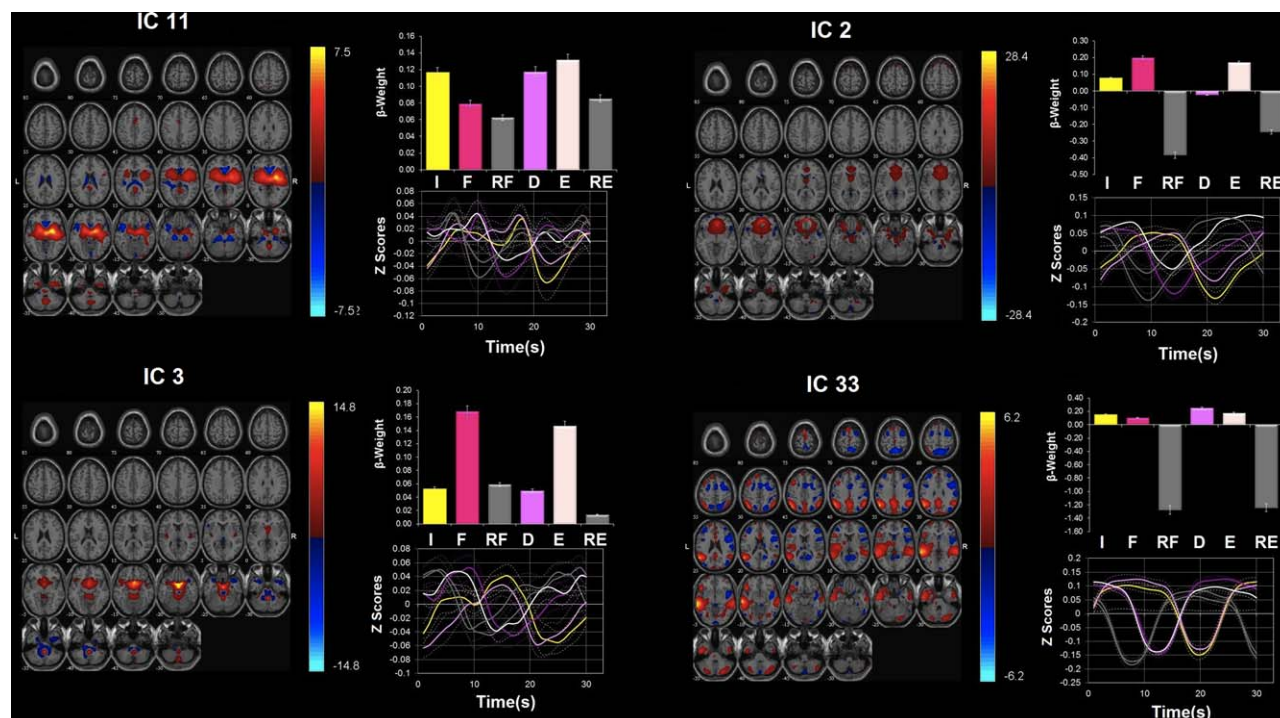 IC 11
7.5
-7.5
L
R
β-Weight
0.16
0.14
0.12
0.10
0.08
0.06
0.04
0.02
0.00
I F RF D E RE
Z Scores
0.08
0.06
0.04
0.02
0
-0.02
-0.04
-0.06
-0.08
-0.1
-0.12
0 10 20 30
Time(s)
IC 2
28.4
-28.4
L
R
β-Weight
0.30
0.20
0.10
0.00
-0.10
-0.20
-0.30
-0.40
-0.50
I F RF D E RE
Z Scores
0.1
0.05
0
-0.05
-0.1
-0.15
-0.2
0 10 20 30
Time(s)
IC 3
14.8
-14.8
L
R
β-Weight
0.20
0.18
0.16
0.14
0.12
0.10
0.08
0.06
0.04
0.02
0.00
I F RF D E RE
Z Scores
0.08
0.06
0.04
0.02
0
-0.02
-0.04
-0.06
-0.08
-0.1
0 10 20 30
Time(s)
IC 33
6.2
-6.2
L
R
β-Weight
0.40
0.20
0.00
-0.20
-0.40
-0.60
-0.80
-1.00
-1.20
-1.40
-1.60
I F RF D E RE
Z Scores
0.2
0.15
0.1
0.05
0
-0.05
-0.1
-0.15
-0.2
-0.25
0 10 20 30
Time(s)